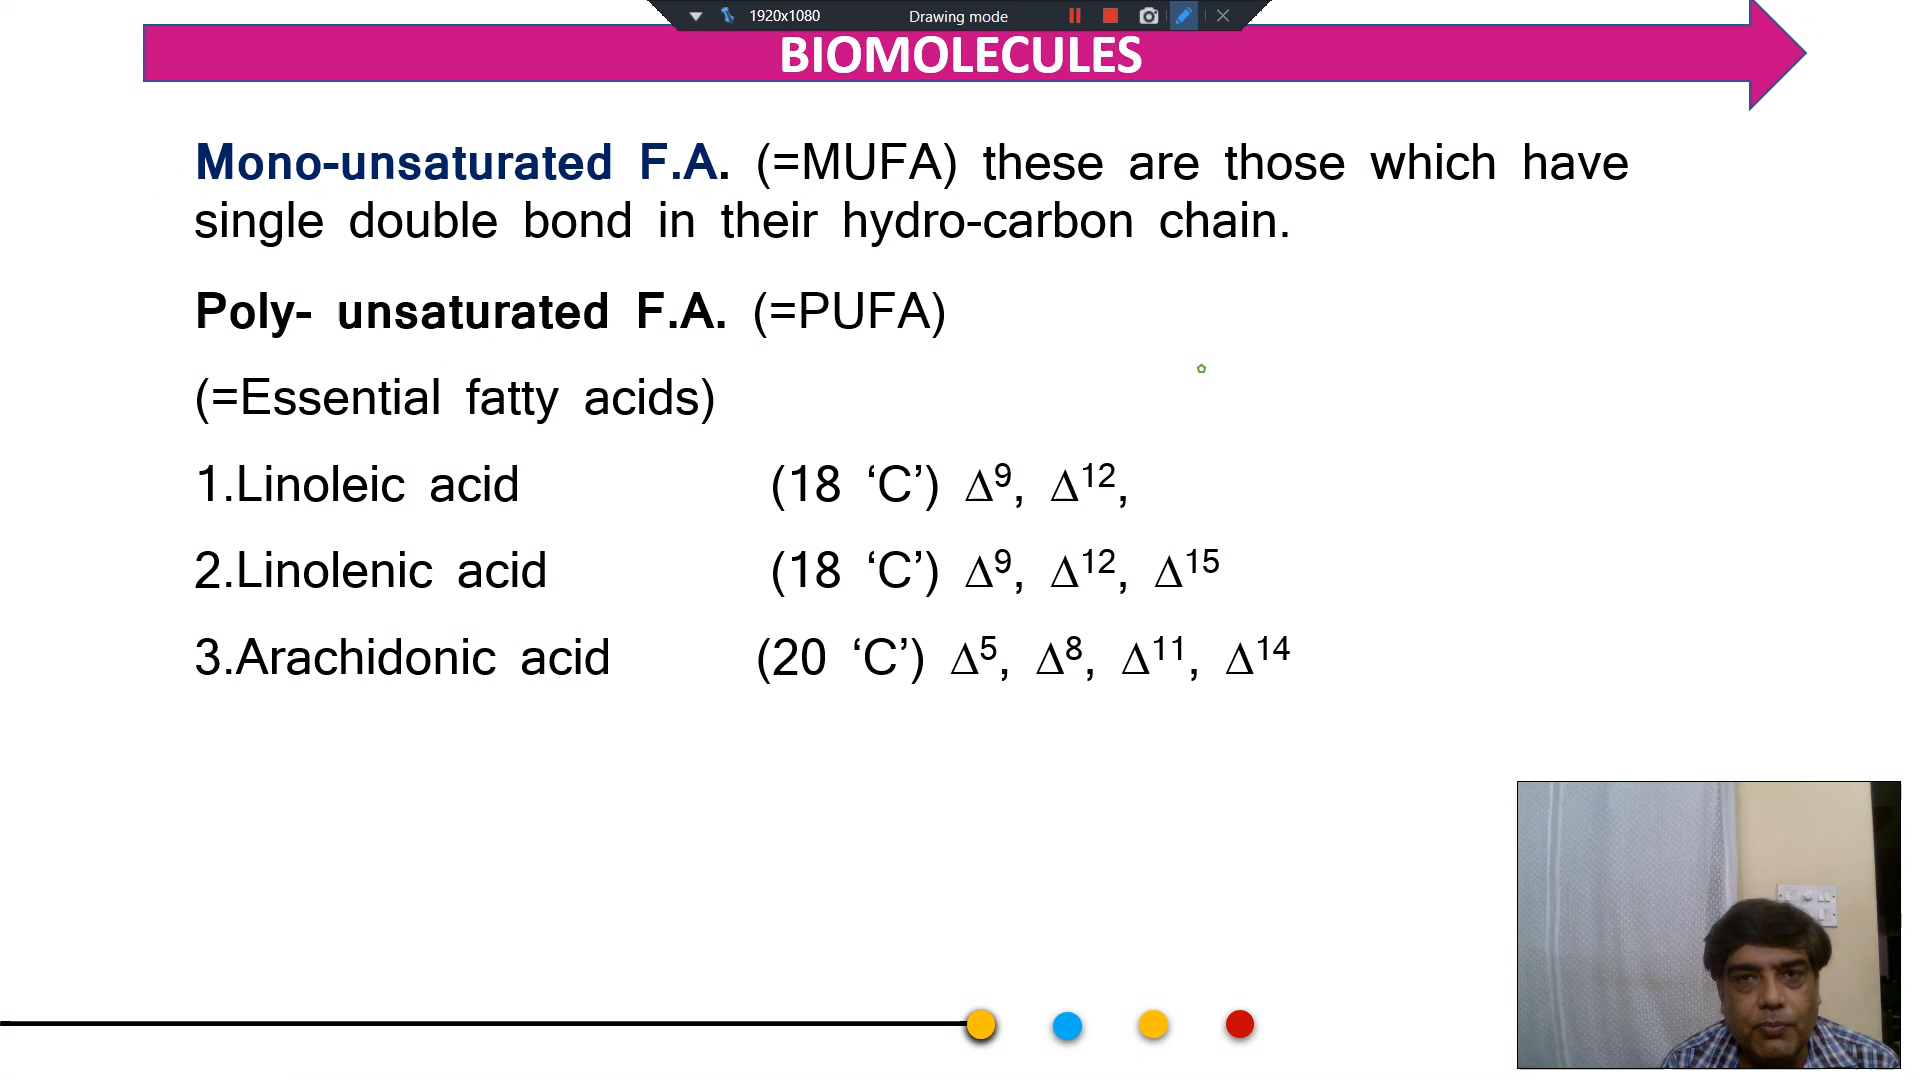 1920x1080 Drawing mode
BIOMOLECULES
Mono-unsaturated F.A. (=MUFA) these are those which have
single double bond in their hydro-carbon chain.
Poly- unsaturated F.A. (=PUFA)
(=Essential fatty acids)
1.Linoleic acid (18 ‘C’) Δ⁹, Δ¹²,
2.Linolenic acid (18 ‘C’) Δ⁹, Δ¹², Δ¹⁵
3.Arachidonic acid (20 ‘C’) Δ⁵, Δ⁸, Δ¹¹, Δ¹⁴